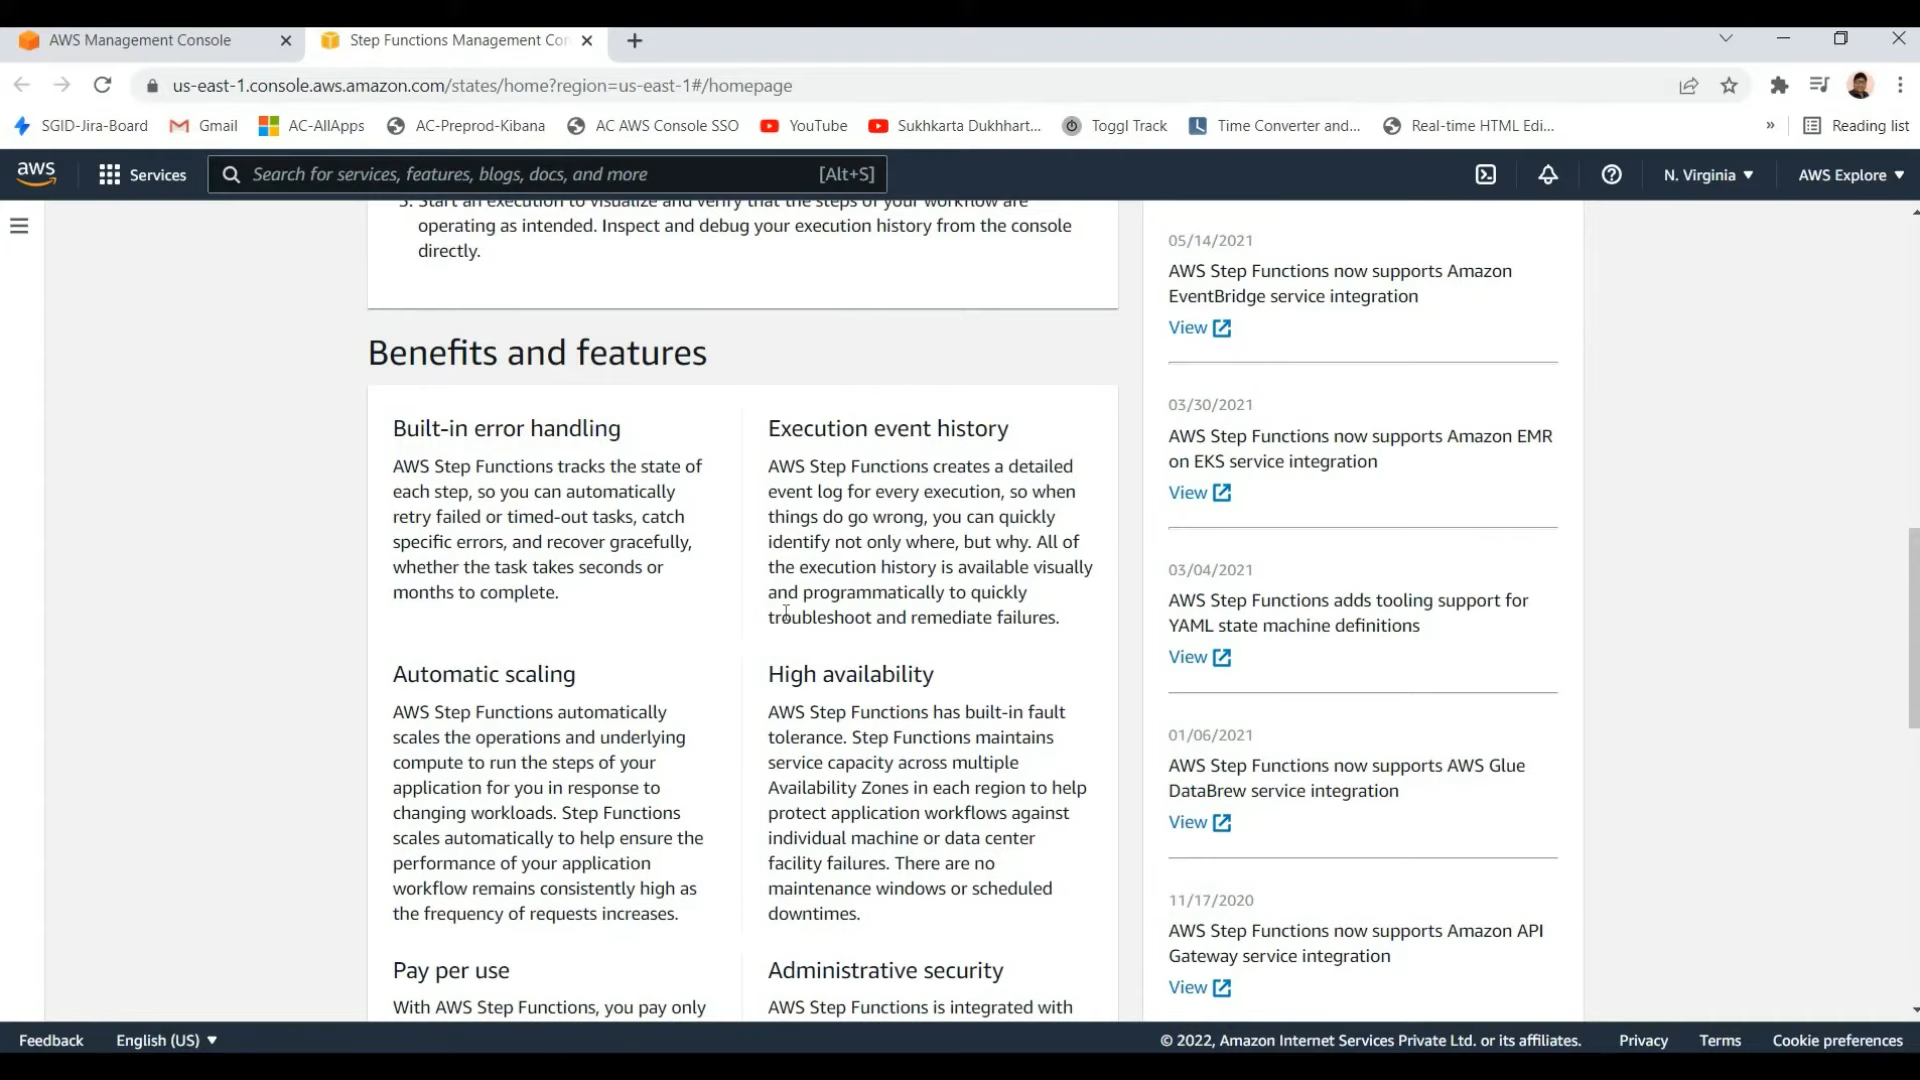 AWS Management Console
Step Functions Management Con
us-east-1.console.aws.amazon.com/states/home?region=us-east-1#/homepage
SGID-Jira-Board
Gmail
AC-AllApps
AC-Preprod-Kibana
AC AWS Console SSO
YouTube
Sukhkarta Dukhhart...
Toggl Track
Time Converter and...
Real-time HTML Edi...
»
Reading list
aws
Services
Search for services, features, blogs, docs, and more
[Alt+S]
N. Virginia
AWS Explore
3. Start an execution to visualize and verify that the steps of your workflow are
operating as intended. Inspect and debug your execution history from the console
directly.
Benefits and features
Built-in error handling
AWS Step Functions tracks the state of
each step, so you can automatically
retry failed or timed-out tasks, catch
specific errors, and recover gracefully,
whether the task takes seconds or
months to complete.
Execution event history
AWS Step Functions creates a detailed
event log for every execution, so when
things do go wrong, you can quickly
identify not only where, but why. All of
the execution history is available visually
and programmatically to quickly
troubleshoot and remediate failures.
Automatic scaling
AWS Step Functions automatically
scales the operations and underlying
compute to run the steps of your
application for you in response to
changing workloads. Step Functions
scales automatically to help ensure the
performance of your application
workflow remains consistently high as
the frequency of requests increases.
High availability
AWS Step Functions has built-in fault
tolerance. Step Functions maintains
service capacity across multiple
Availability Zones in each region to help
protect application workflows against
individual machine or data center
facility failures. There are no
maintenance windows or scheduled
downtimes.
Pay per use
With AWS Step Functions, you pay only
Administrative security
AWS Step Functions is integrated with
05/14/2021
AWS Step Functions now supports Amazon
EventBridge service integration
View
03/30/2021
AWS Step Functions now supports Amazon EMR
on EKS service integration
View
03/04/2021
AWS Step Functions adds tooling support for
YAML state machine definitions
View
01/06/2021
AWS Step Functions now supports AWS Glue
DataBrew service integration
View
11/17/2020
AWS Step Functions now supports Amazon API
Gateway service integration
View
Feedback
English (US)
© 2022, Amazon Internet Services Private Ltd. or its affiliates.
Privacy
Terms
Cookie preferences